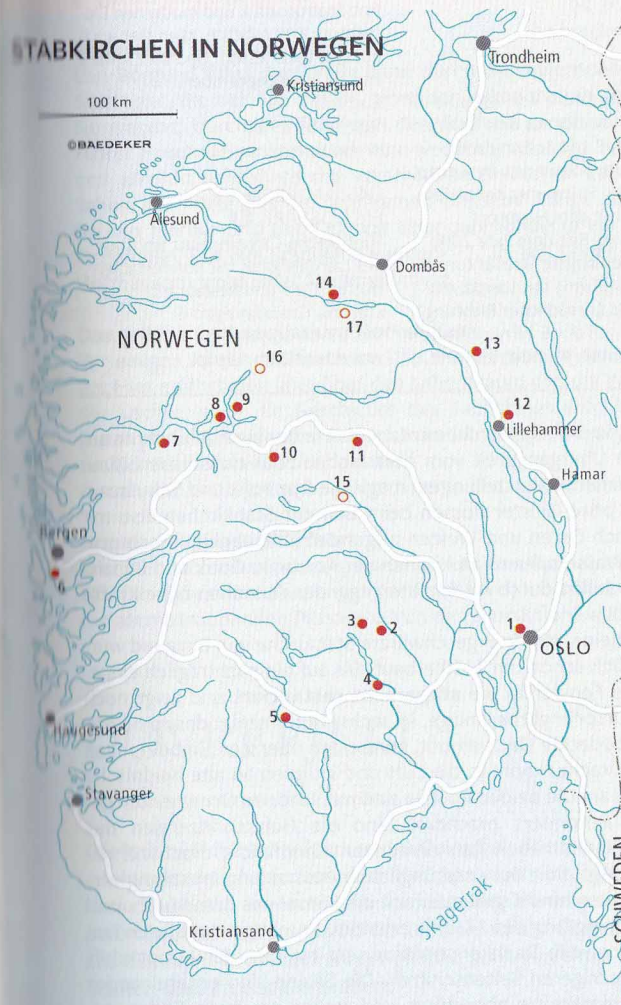 STABKIRCHEN IN NORWEGEN
Trondheim
Kristiansund
100 km
©BAEDEKER
Ålesund
Dombås
14
17
NORWEGEN
13
16
9
8
12
Lillehammer
7
10
11
Hamar
15
Bergen
6
3
2
1
OSLO
4
5
Haugesund
Stavanger
Skagerrak
SCHWEDEN
Kristiansand